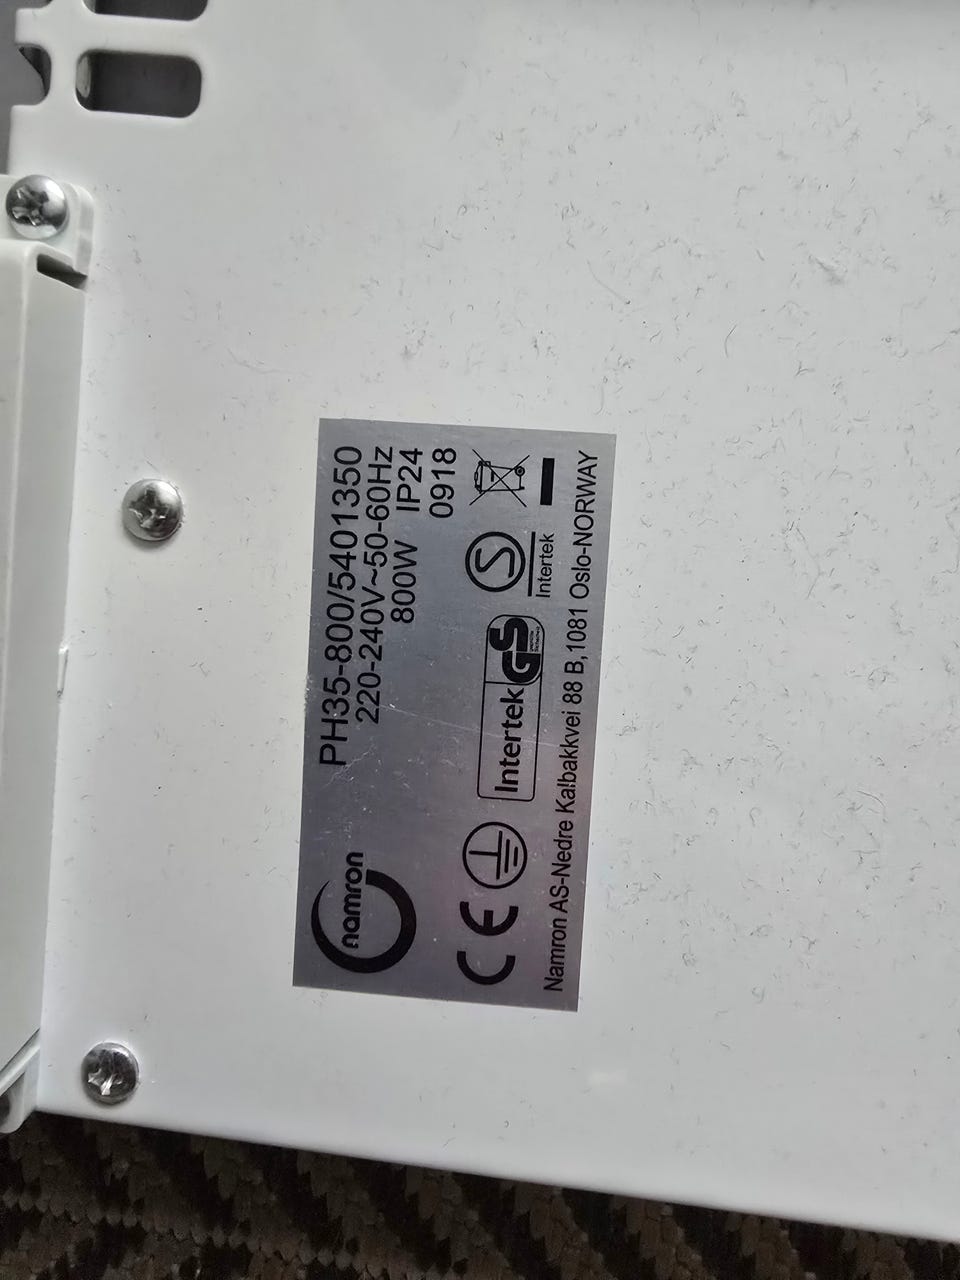 namron
PH35-800/5401350
220-240V~50-60Hz
800W IP24
0918
CE
Intertek GS
S
Intertek
Namron AS-Nedre Kalbakkvei 88 B,1081 Oslo-NORWAY